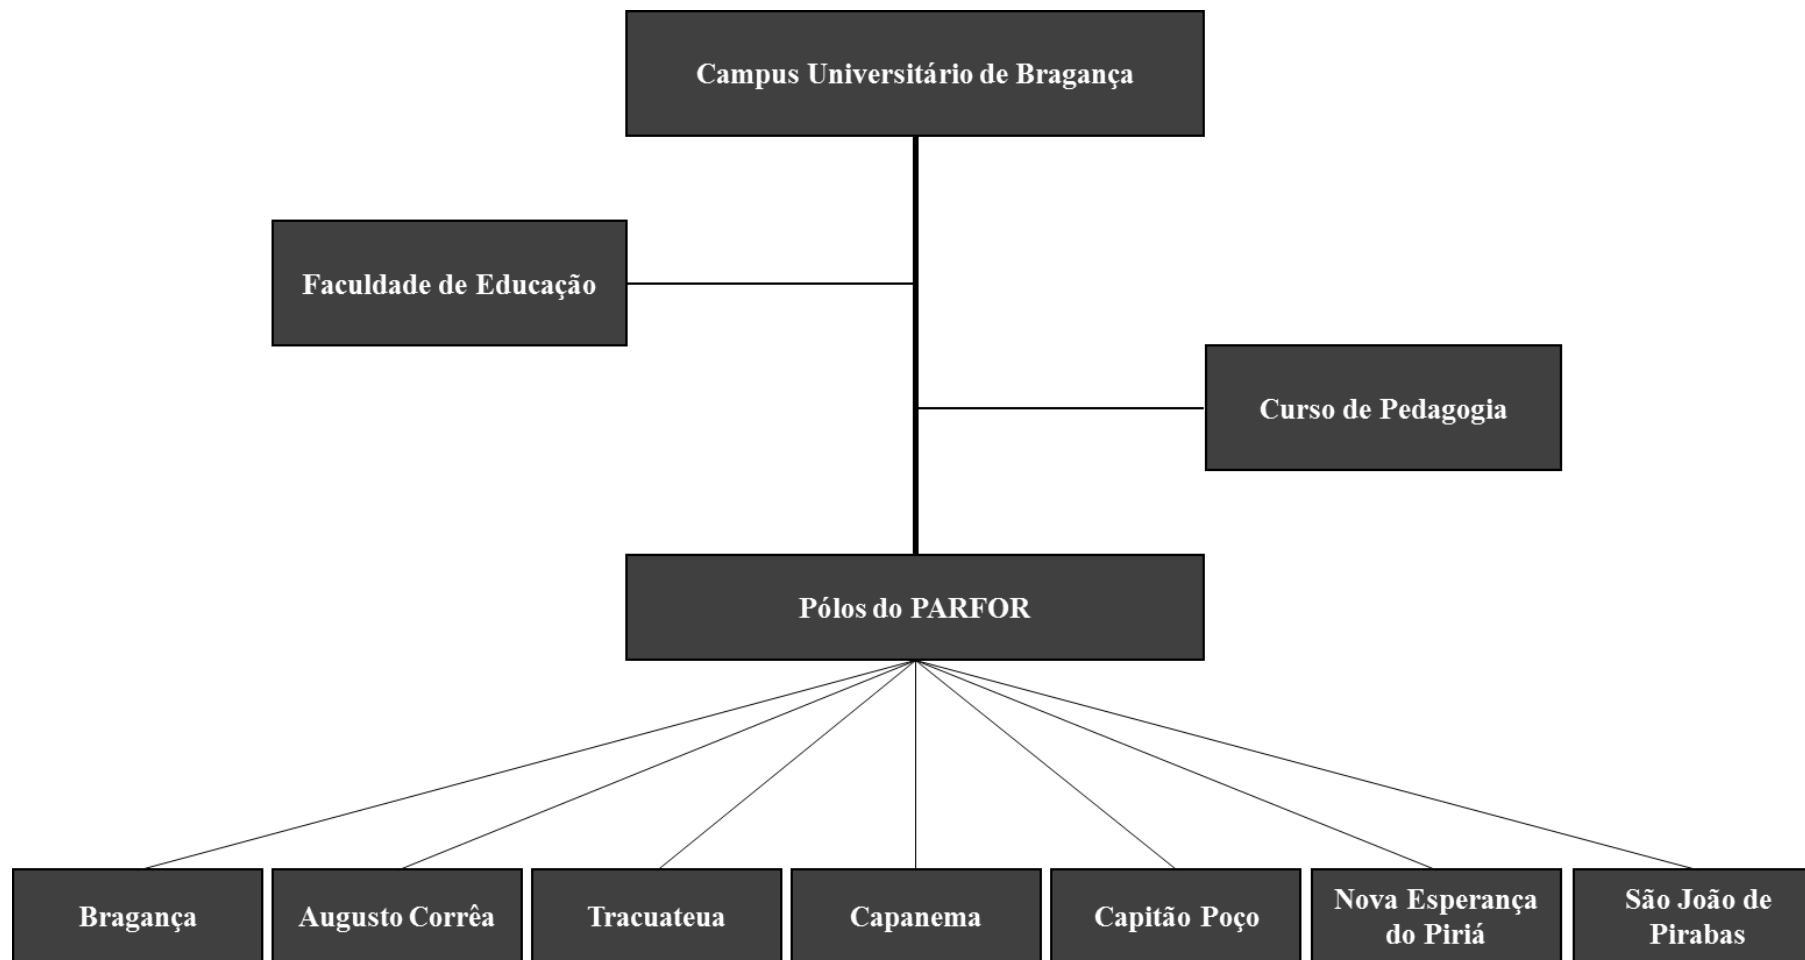 Campus Universitário de Bragança
Faculdade de Educação
Curso de Pedagogia
Pólos do PARFOR
Bragança
Augusto Corrêa
Tracuateua
Capanema
Capitão Poço
Nova Esperança
do Piriá
São João de
Pirabas